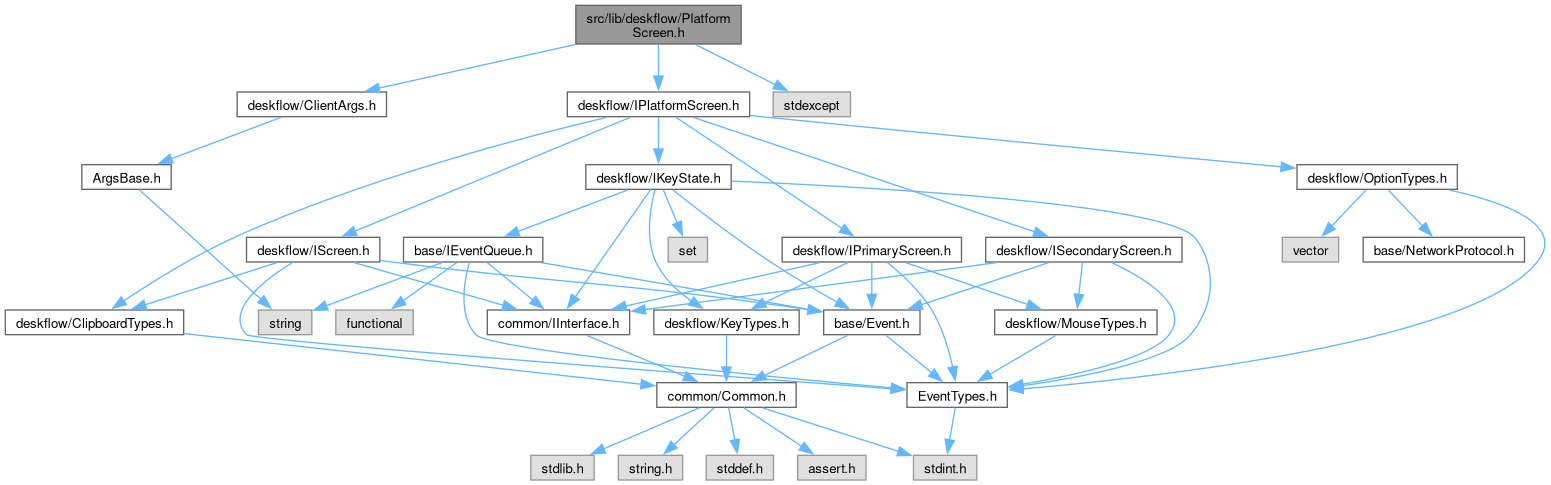 src/lib/deskflow/Platform
Screen.h
deskflow/ClientArgs.h
deskflow/IPlatformScreen.h
stdexcept
ArgsBase.h
deskflow/IKeyState.h
deskflow/OptionTypes.h
deskflow/IScreen.h
base/IEventQueue.h
set
deskflow/IPrimaryScreen.h
deskflow/ISecondaryScreen.h
vector
base/NetworkProtocol.h
deskflow/ClipboardTypes.h
string
functional
common/IInterface.h
deskflow/KeyTypes.h
base/Event.h
deskflow/MouseTypes.h
common/Common.h
EventTypes.h
stdlib.h
string.h
stddef.h
assert.h
stdint.h